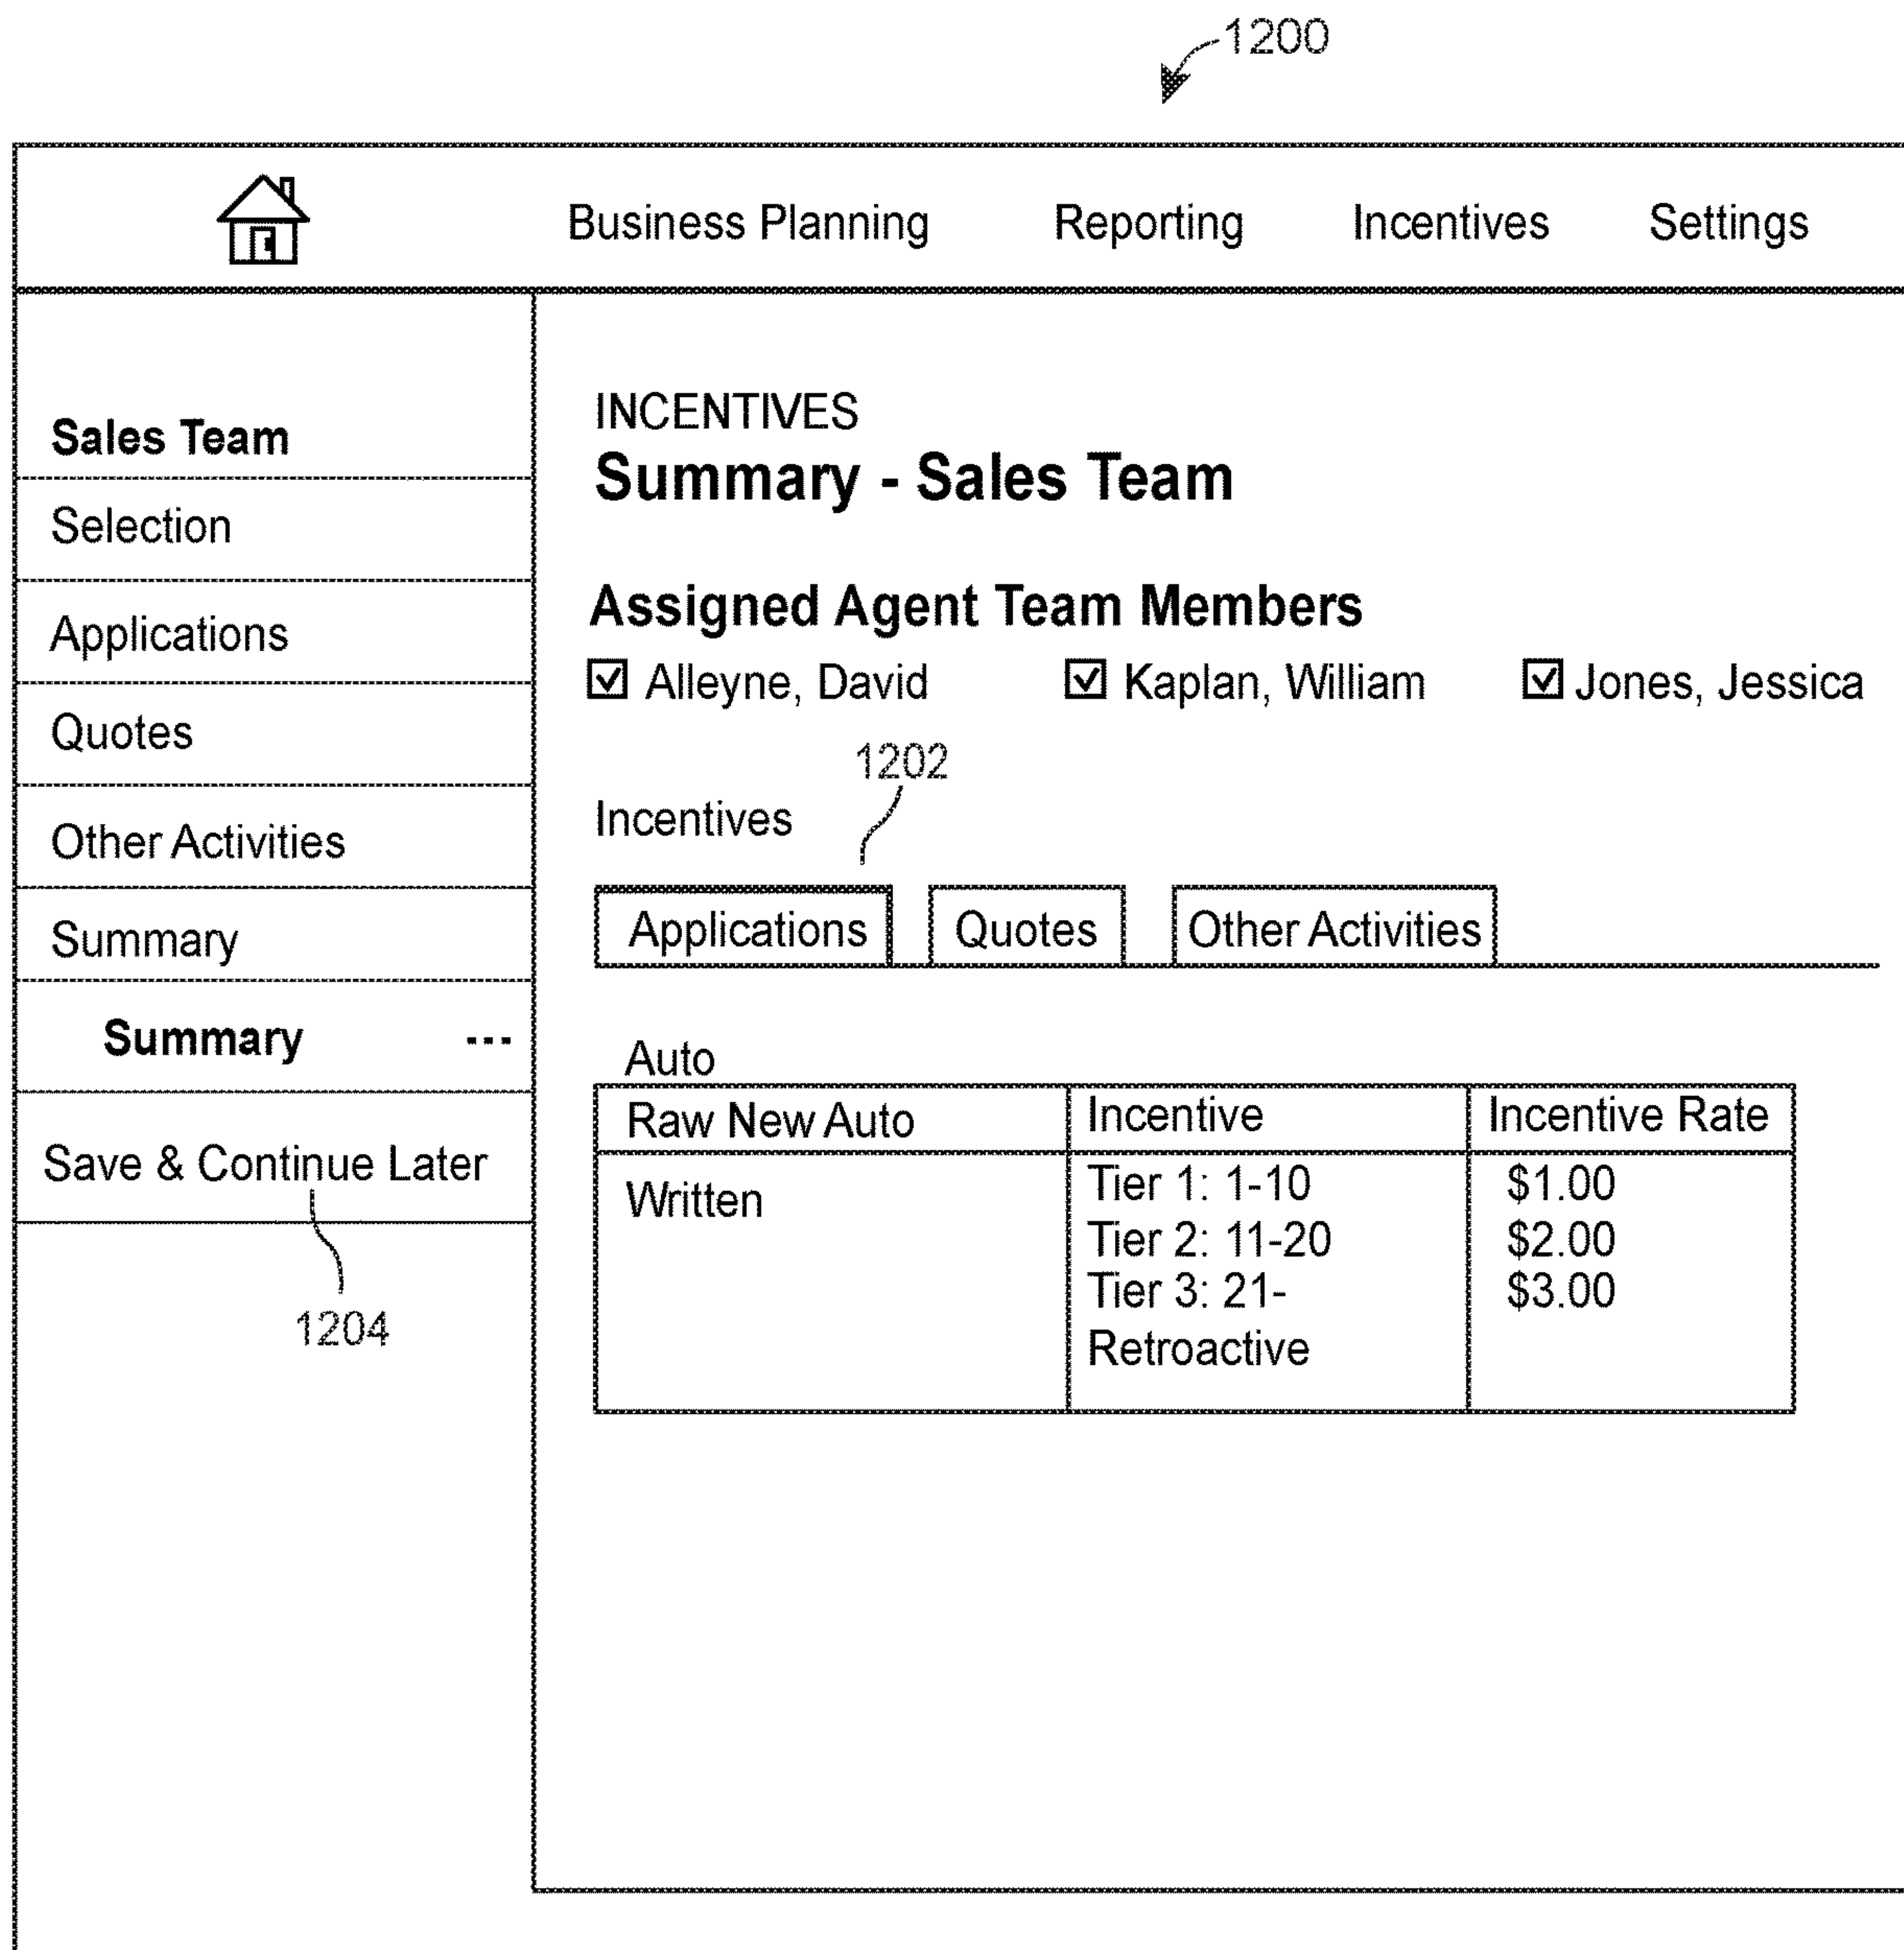 1200
Business Planning Reporting Incentives Settings
Sales Team
Selection
Applications
Quotes
Other Activities
Summary
Summary ---
Save & Continue Later
1204
INCENTIVES
Summary - Sales Team
Assigned Agent Team Members
Alleyne, David Kaplan, William Jones, Jessica
1202
Incentives
Applications Quotes Other Activities
Auto
Raw New Auto Incentive Incentive Rate
Written Tier 1: 1-10 $1.00
Tier 2: 11-20 $2.00
Tier 3: 21- $3.00
Retroactive